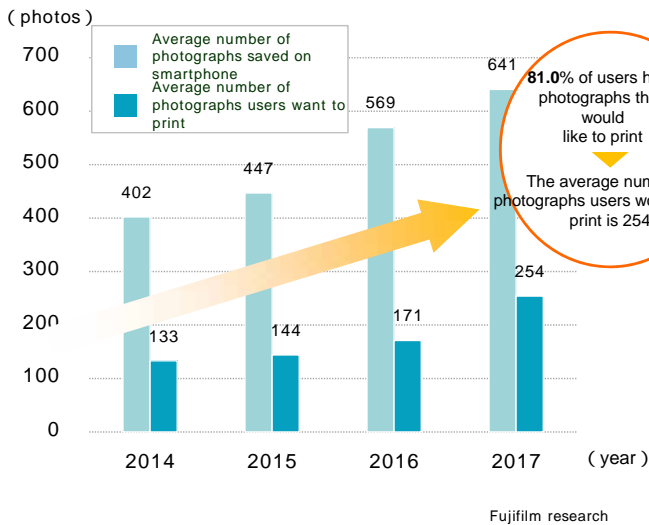 (photos)
700
600
500
400
300
200
100
0
Average number of
photographs saved on
smartphone
Average number of
photographs users want to
print
402
133
447
144
569
171
641
254
81.0% of users h
photographs th
would
like to print
The average num
photographs users wo
print is 254
2014
2015
2016
2017
(year)
Fujifilm research